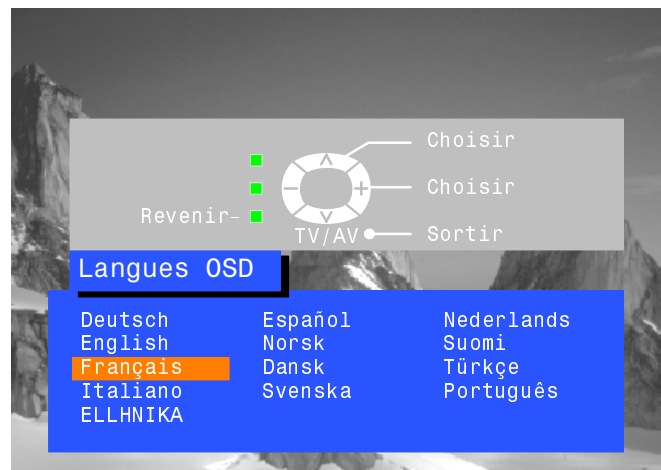 Choisir
Choisir
Revenir-
TV/AV Sortir
Langues OSD
Deutsch Español Nederlands
English Norsk Suomi
Français Dansk Türkçe
Italiano Svenska Português
ELLHNIKA